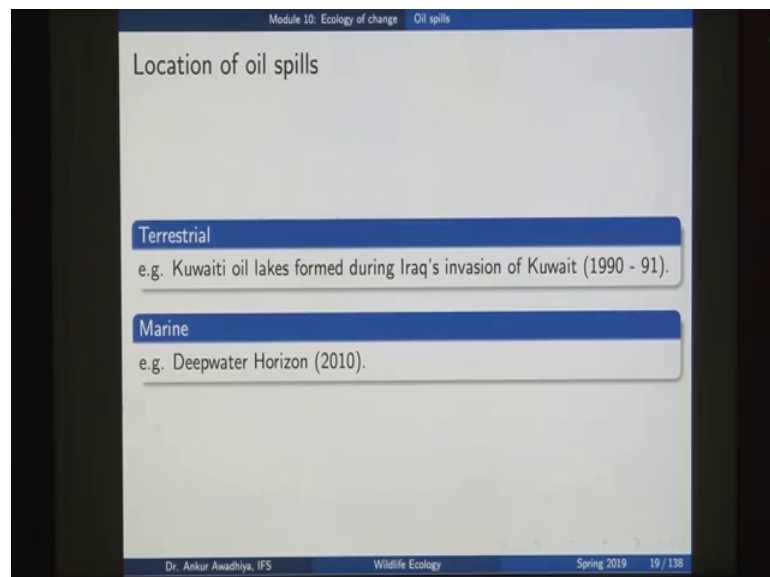 Module 10: Ecology of change Oil spills
Location of oil spills
Terrestrial
e.g. Kuwaiti oil lakes formed during Iraq's invasion of Kuwait (1990 - 91).
Marine
e.g. Deepwater Horizon (2010).
Dr. Ankur Awadhiya, IFS Wildlife Ecology Spring 2019 19 / 138